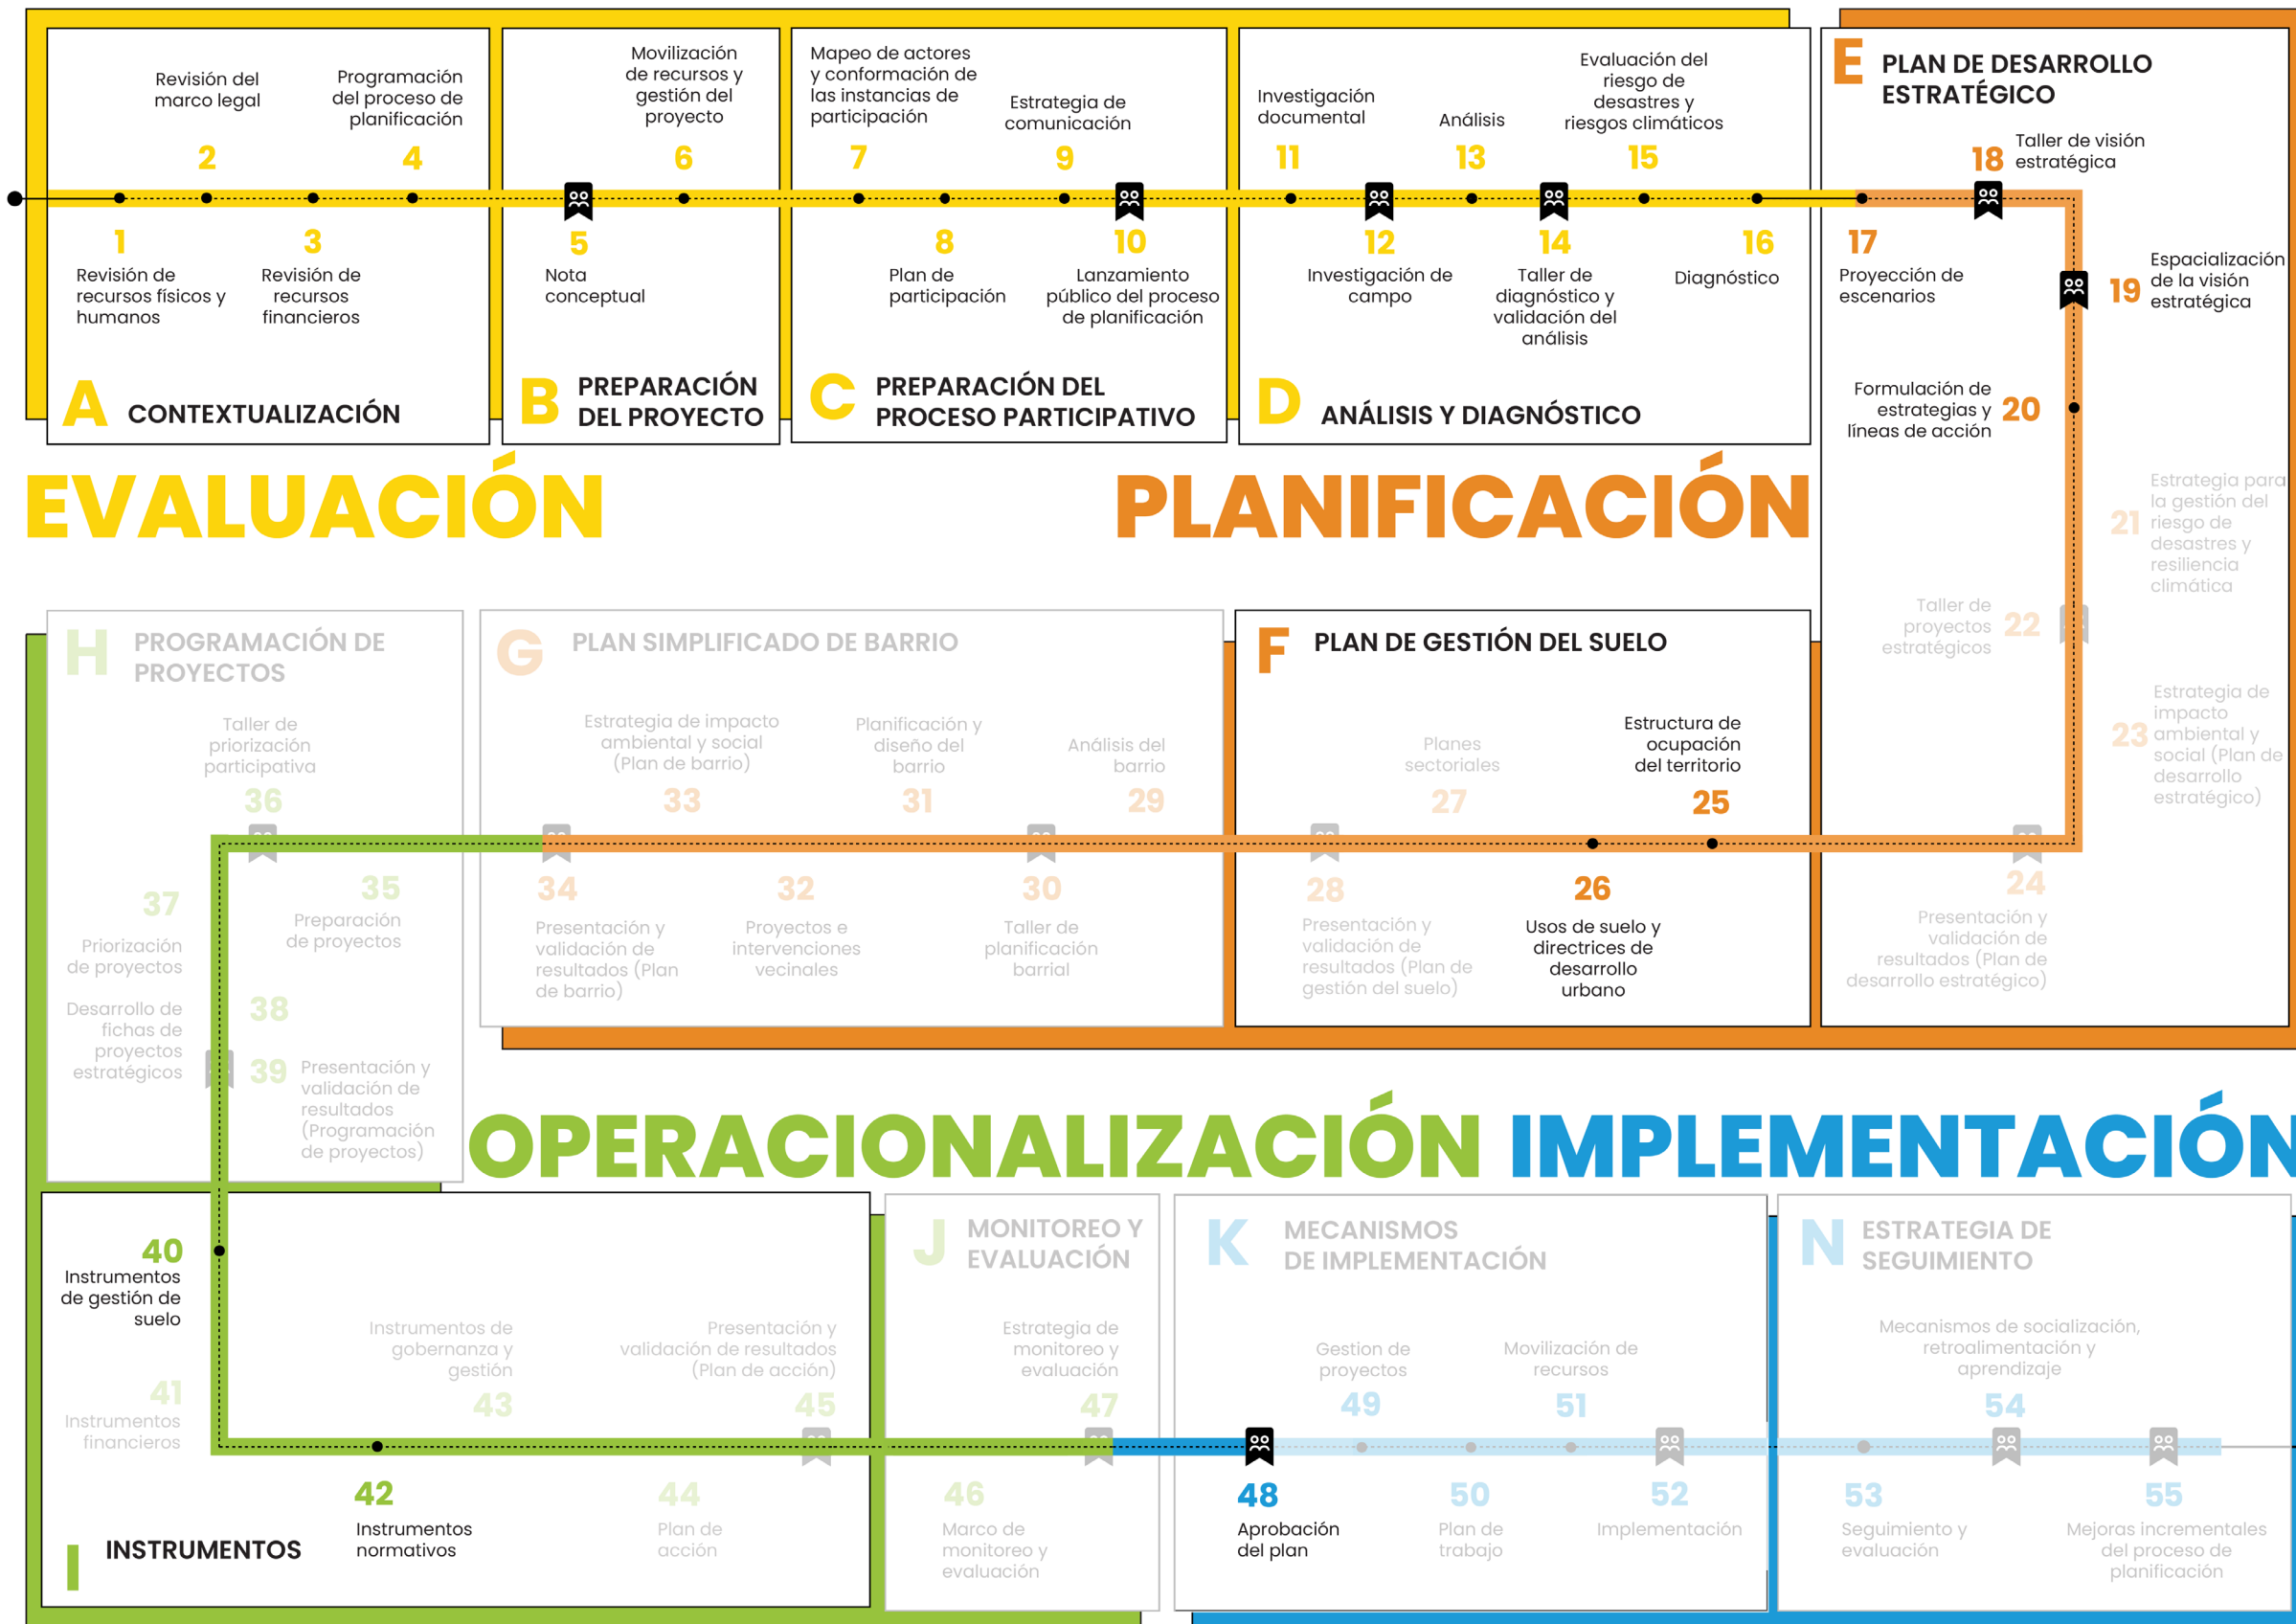 Revisión del
marco legal
2
Programación
del proceso de
planificación
4
1
Revisión de
recursos físicos y
humanos
3
Revisión de
recursos
financieros
A
CONTEXTUALIZACIÓN
Movilización
de recursos y
gestión del
proyecto
6
5
Nota
conceptual
B
PREPARACIÓN
DEL PROYECTO
Mapeo de actores
y conformación de
las instancias de
participación
7
Estrategia de
comunicación
9
8
Plan de
participación
10
Lanzamiento
público del proceso
de planificación
C
PREPARACIÓN DEL
PROCESO PARTICIPATIVO
Investigación
documental
11
Análisis
13
Evaluación del
riesgo de
desastres y
riesgos climáticos
15
12
Investigación de
campo
14
Taller de
diagnóstico y
validación del
análisis
16
Diagnóstico
D
ANÁLISIS Y DIAGNÓSTICO
E
PLAN DE DESARROLLO
ESTRATÉGICO
18
Taller de visión
estratégica
17
Proyección de
escenarios
19
Espacialización
de la visión
estratégica
Formulación de
estrategias y
líneas de acción
20
21
Estrategia para
la gestión del
riesgo de
desastres y
resiliencia
climática
Taller de
proyectos
estratégicos
22
23
Estrategia de
impacto
ambiental y
social (Plan de
desarrollo
estratégico)
24
Presentación y
validación de
resultados (Plan de
desarrollo estratégico)
EVALUACIÓN
PLANIFICACIÓN
F
PLAN DE GESTIÓN DEL SUELO
Estructura de
ocupación
del territorio
25
Planes
sectoriales
27
26
Usos de suelo y
directrices de
desarrollo
urbano
28
Presentación y
validación de
resultados (Plan de
gestión del suelo)
G
PLAN SIMPLIFICADO DE BARRIO
Estrategia de impacto
ambiental y social
(Plan de barrio)
33
Planificación y
diseño del
barrio
31
Análisis del
barrio
29
34
Presentación y
validación de
resultados (Plan
de barrio)
32
Proyectos e
intervenciones
vecinales
30
Taller de
planificación
barrial
H
PROGRAMACIÓN DE
PROYECTOS
Taller de
priorización
participativa
36
35
Preparación
de proyectos
37
Priorización
de proyectos
38
Desarrollo de
fichas de
proyectos
estratégicos
39
Presentación y
validación de
resultados
(Programación
de proyectos)
OPERACIONALIZACIÓN
IMPLEMENTACIÓN
40
Instrumentos
de gestión de
suelo
41
Instrumentos
financieros
Instrumentos de
gobernanza y
gestión
43
Presentación y
validación de resultados
(Plan de acción)
45
42
Instrumentos
normativos
44
Plan de
acción
I
INSTRUMENTOS
J
MONITOREO Y
EVALUACIÓN
Estrategia de
monitoreo y
evaluación
47
46
Marco de
monitoreo y
evaluación
K
MECANISMOS
DE IMPLEMENTACIÓN
Gestion de
proyectos
49
Movilización de
recursos
51
48
Aprobación
del plan
50
Plan de
trabajo
52
Implementación
N
ESTRATEGIA DE
SEGUIMIENTO
Mecanismos de socialización,
retroalimentación y
aprendizaje
54
53
Seguimiento y
evaluación
55
Mejoras incrementales
del proceso de
planificación